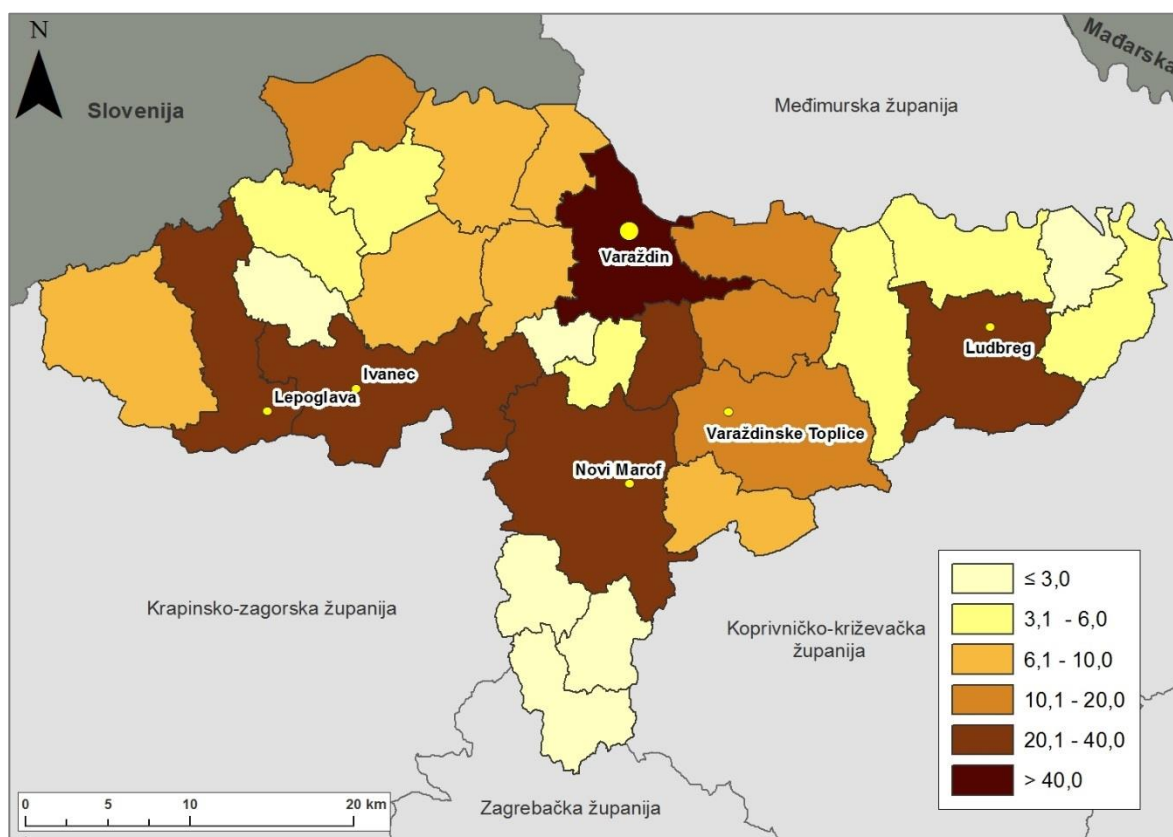 N
Mađarska
Slovenija
Međimurska županija
Varaždin
Ludbreg
Ivanec
Lepoglava
Varaždinske Toplice
Novi Marof
Krapinsko-zagorska županija
Koprivničko-križevačka
županija
Zagrebačka županija
≤ 3,0
3,1 - 6,0
6,1 - 10,0
10,1 - 20,0
20,1 - 40,0
> 40,0
0 5 10 20 km